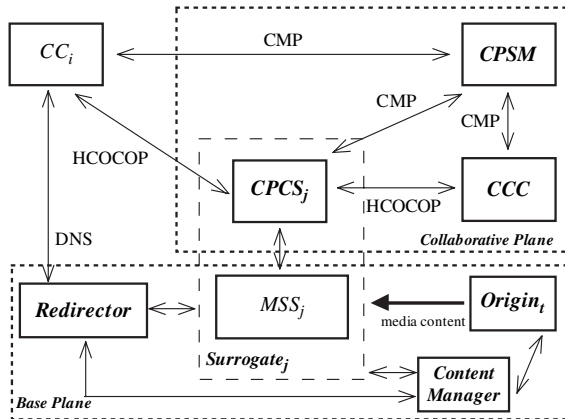 CMP
CC_i
CPSM
CMP
CMP
HCOCOP
CPCS_j
CCC
HCOCOP
DNS
Collaborative Plane
Redirector
MSS_j
Origin_t
media content
Surrogate_j
Content
Manager
Base Plane